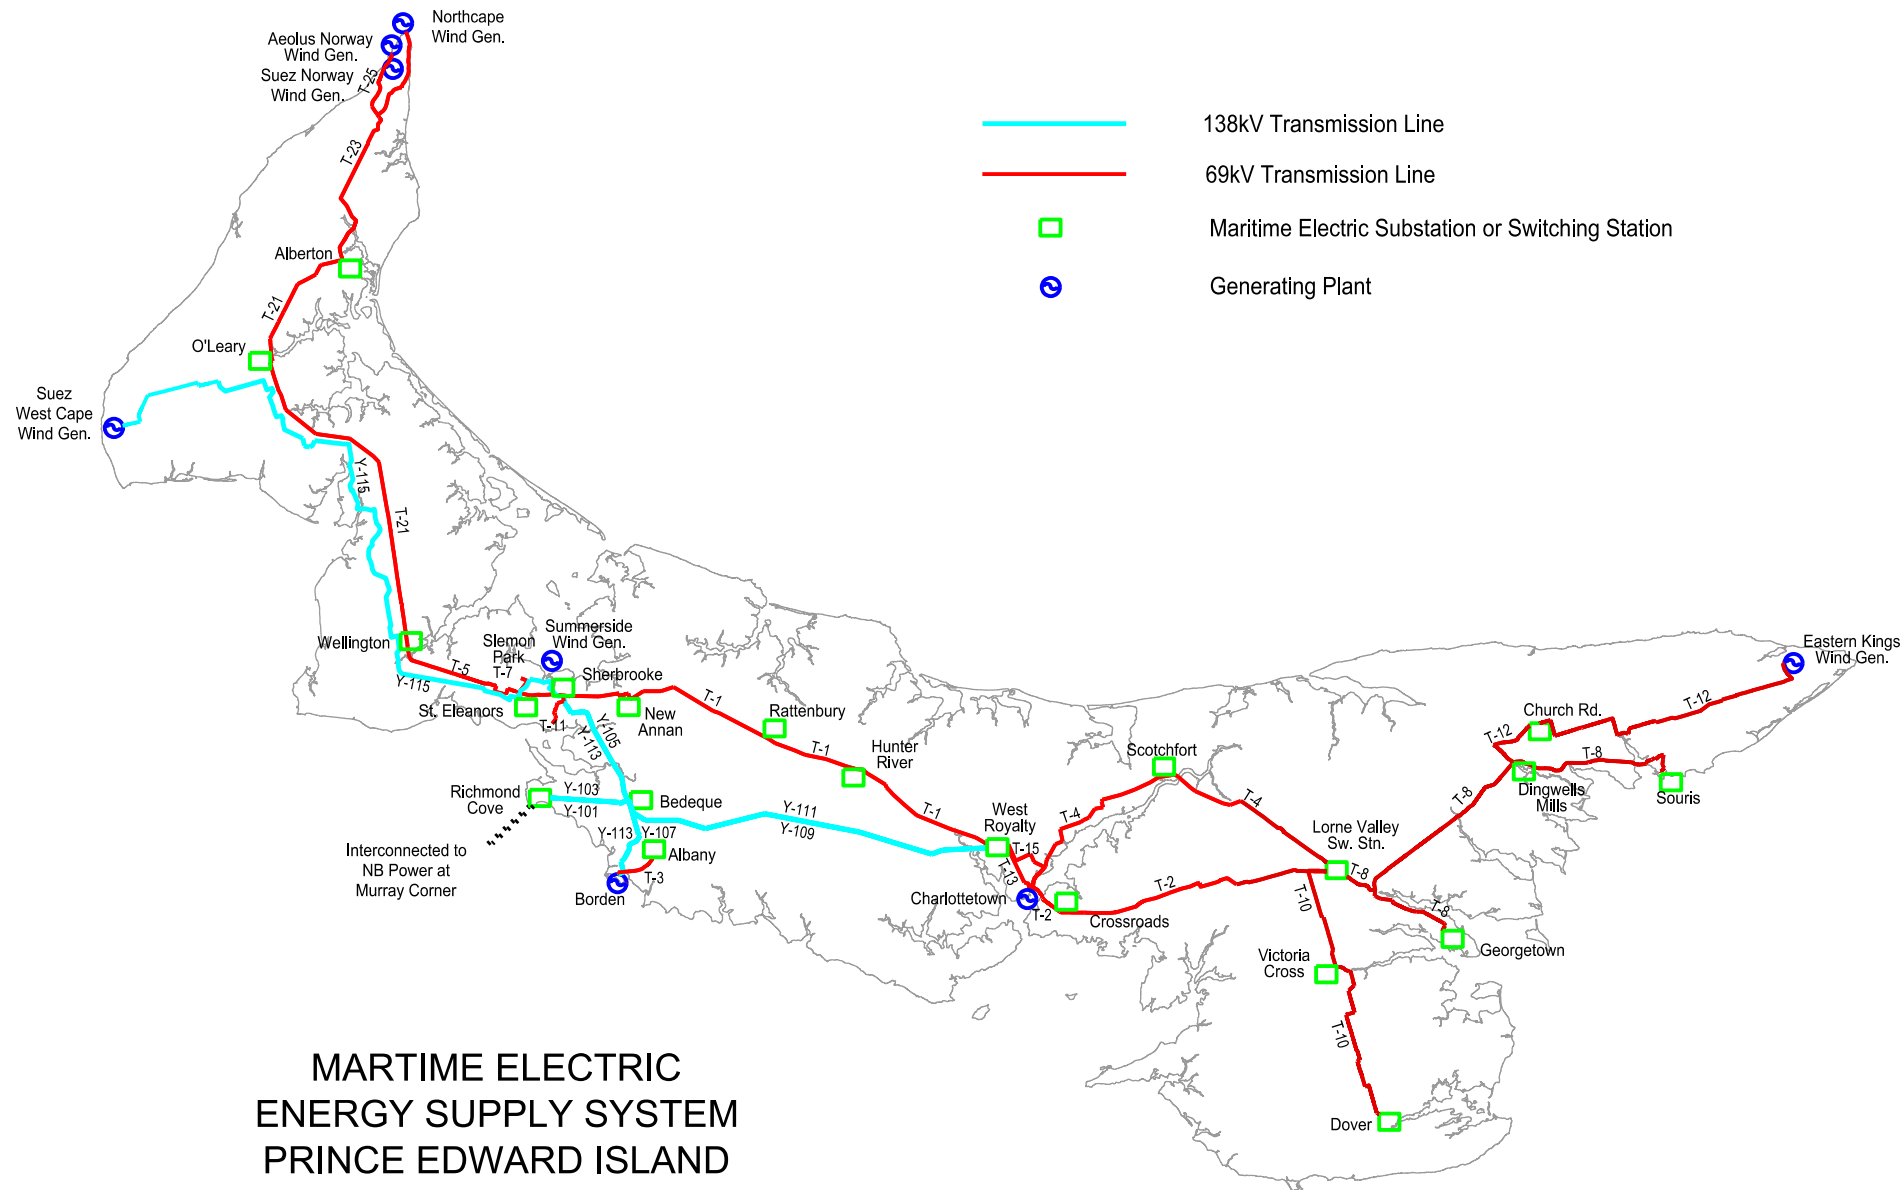 Northcape
Wind Gen.
Aeolus Norway
Wind Gen.
Suez Norway
Wind Gen.
T-25
T-23
Alberton
T-21
O'Leary
Suez
West Cape
Wind Gen.
Y-115
T-21
138kV Transmission Line
69kV Transmission Line
Maritime Electric Substation or Switching Station
Generating Plant
Wellington
Slemon
Park
T-7
Summerside
Wind Gen.
T-5
Y-115
Sherbrooke
St. Eleanors
T-11
New
Annan
Y-105
Y-113
T-1
Rattenbury
T-1
Hunter
River
T-1
Richmond
Cove
Y-103
Y-101
Bedeque
Y-113
Y-107
Albany
T-3
Borden
Interconnected to
NB Power at
Murray Corner
Y-111
Y-109
West
Royalty
T-15
T-13
Charlottetown
T-2
Crossroads
T-4
Scotchfort
T-4
T-2
Lorne Valley
Sw. Stn.
T-8
T-10
T-8
Georgetown
Victoria
Cross
T-10
Dover
T-8
T-12
Church Rd.
T-8
Dingwells
Mills
Souris
T-12
Eastern Kings
Wind Gen.
MARTIME ELECTRIC
ENERGY SUPPLY SYSTEM
PRINCE EDWARD ISLAND